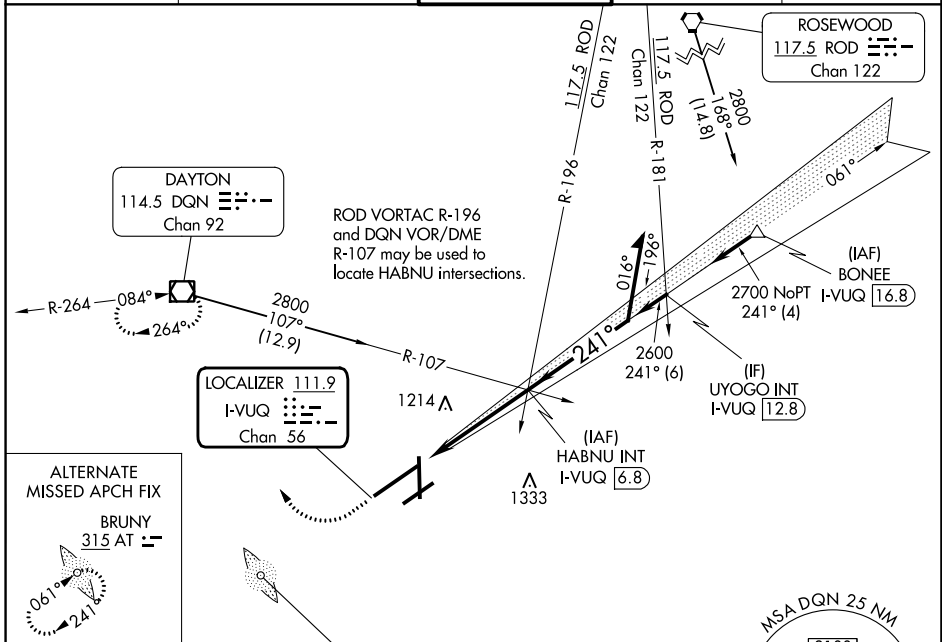 ROSEWOOD
117.5 ROD
Chan 122
117.5 ROD
Chan 122
R-196
117.5 ROD
Chan 122
R-181
2800
168°
(14.8)
061°
DAYTON
114.5 DQN
Chan 92
ROD VORTAC R-196
and DQN VOR/DME
R-107 may be used to
locate HABNU intersections.
016°
196°
(IAF)
BONEE
I-VUQ 16.8
2700 NoPT
241° (4)
R-264
084°
264°
2800
107°
(12.9)
R-107
241°
2600
241° (6)
(IF)
UYOGO INT
I-VUQ 12.8
LOCALIZER 111.9
I-VUQ
Chan 56
1214
(IAF)
HABNU INT
I-VUQ 6.8
1333
ALTERNATE
MISSED APCH FIX
BRUNY
315 AT
061°
241°
MSA DQN 25 NM